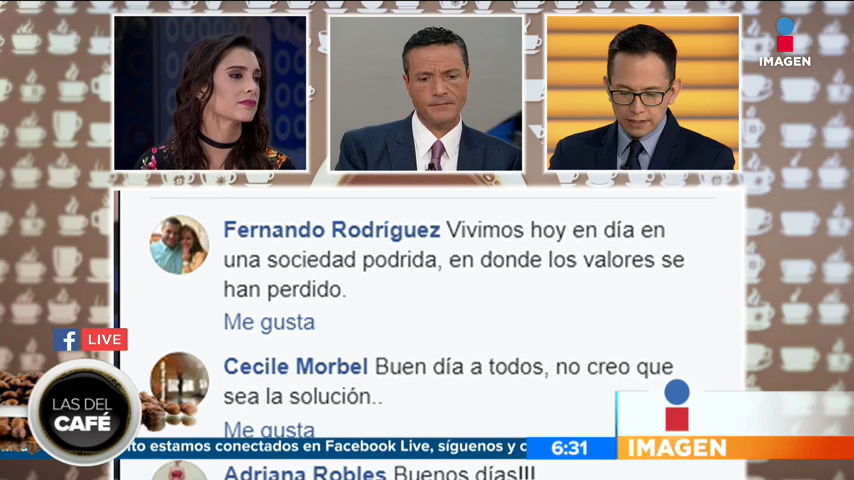 IMAGEN
Fernando Rodríguez Vivimos hoy en día en
una sociedad podrida, en donde los valores se
han perdido.
Me gusta
f LIVE
Cecile Morbel Buen día a todos, no creo que
sea la solución..
Me gusta
LAS DEL
CAFÉ
nto estamos conectados en Facebook Live, síguenos y c
6:31
IMAGEN
Adriana Robles Buenos días!!!